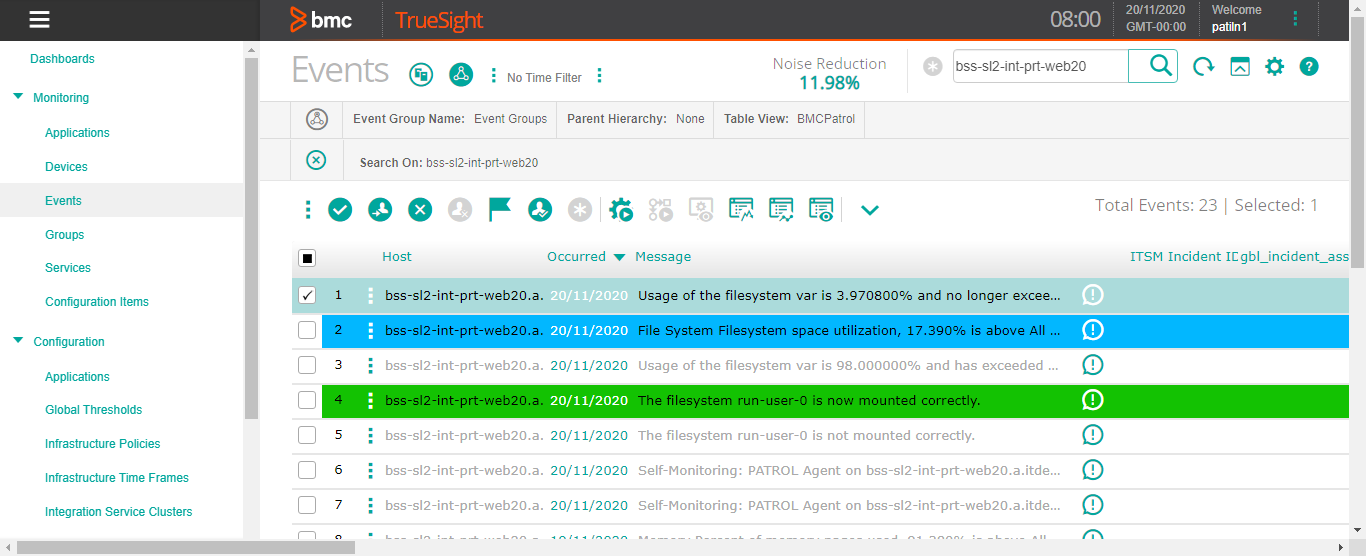 bmc TrueSight 08:00 20/11/2020 GMT-00:00 Welcome patiln1
Dashboards
Monitoring
Applications
Devices
Events
Groups
Services
Configuration Items
Configuration
Applications
Global Thresholds
Infrastructure Policies
Infrastructure Time Frames
Integration Service Clusters
Events No Time Filter Noise Reduction 11.98% bss-sl2-int-prt-web20
Event Group Name: Event Groups Parent Hierarchy: None Table View: BMCPatrol
Search On: bss-sl2-int-prt-web20
Total Events: 23 | Selected: 1
Host Occurred Message ITSM Incident ID gbl_incident_ass
1 bss-sl2-int-prt-web20.a. 20/11/2020 Usage of the filesystem var is 3.970800% and no longer excee...
2 bss-sl2-int-prt-web20.a. 20/11/2020 File System Filesystem space utilization, 17.390% is above All ...
3 bss-sl2-int-prt-web20.a. 20/11/2020 Usage of the filesystem var is 98.000000% and has exceeded ...
4 bss-sl2-int-prt-web20.a. 20/11/2020 The filesystem run-user-0 is now mounted correctly.
5 bss-sl2-int-prt-web20.a. 20/11/2020 The filesystem run-user-0 is not mounted correctly.
6 bss-sl2-int-prt-web20.a. 20/11/2020 Self-Monitoring: PATROL Agent on bss-sl2-int-prt-web20.a.itde...
7 bss-sl2-int-prt-web20.a. 20/11/2020 Self-Monitoring: PATROL Agent on bss-sl2-int-prt-web20.a.itde...